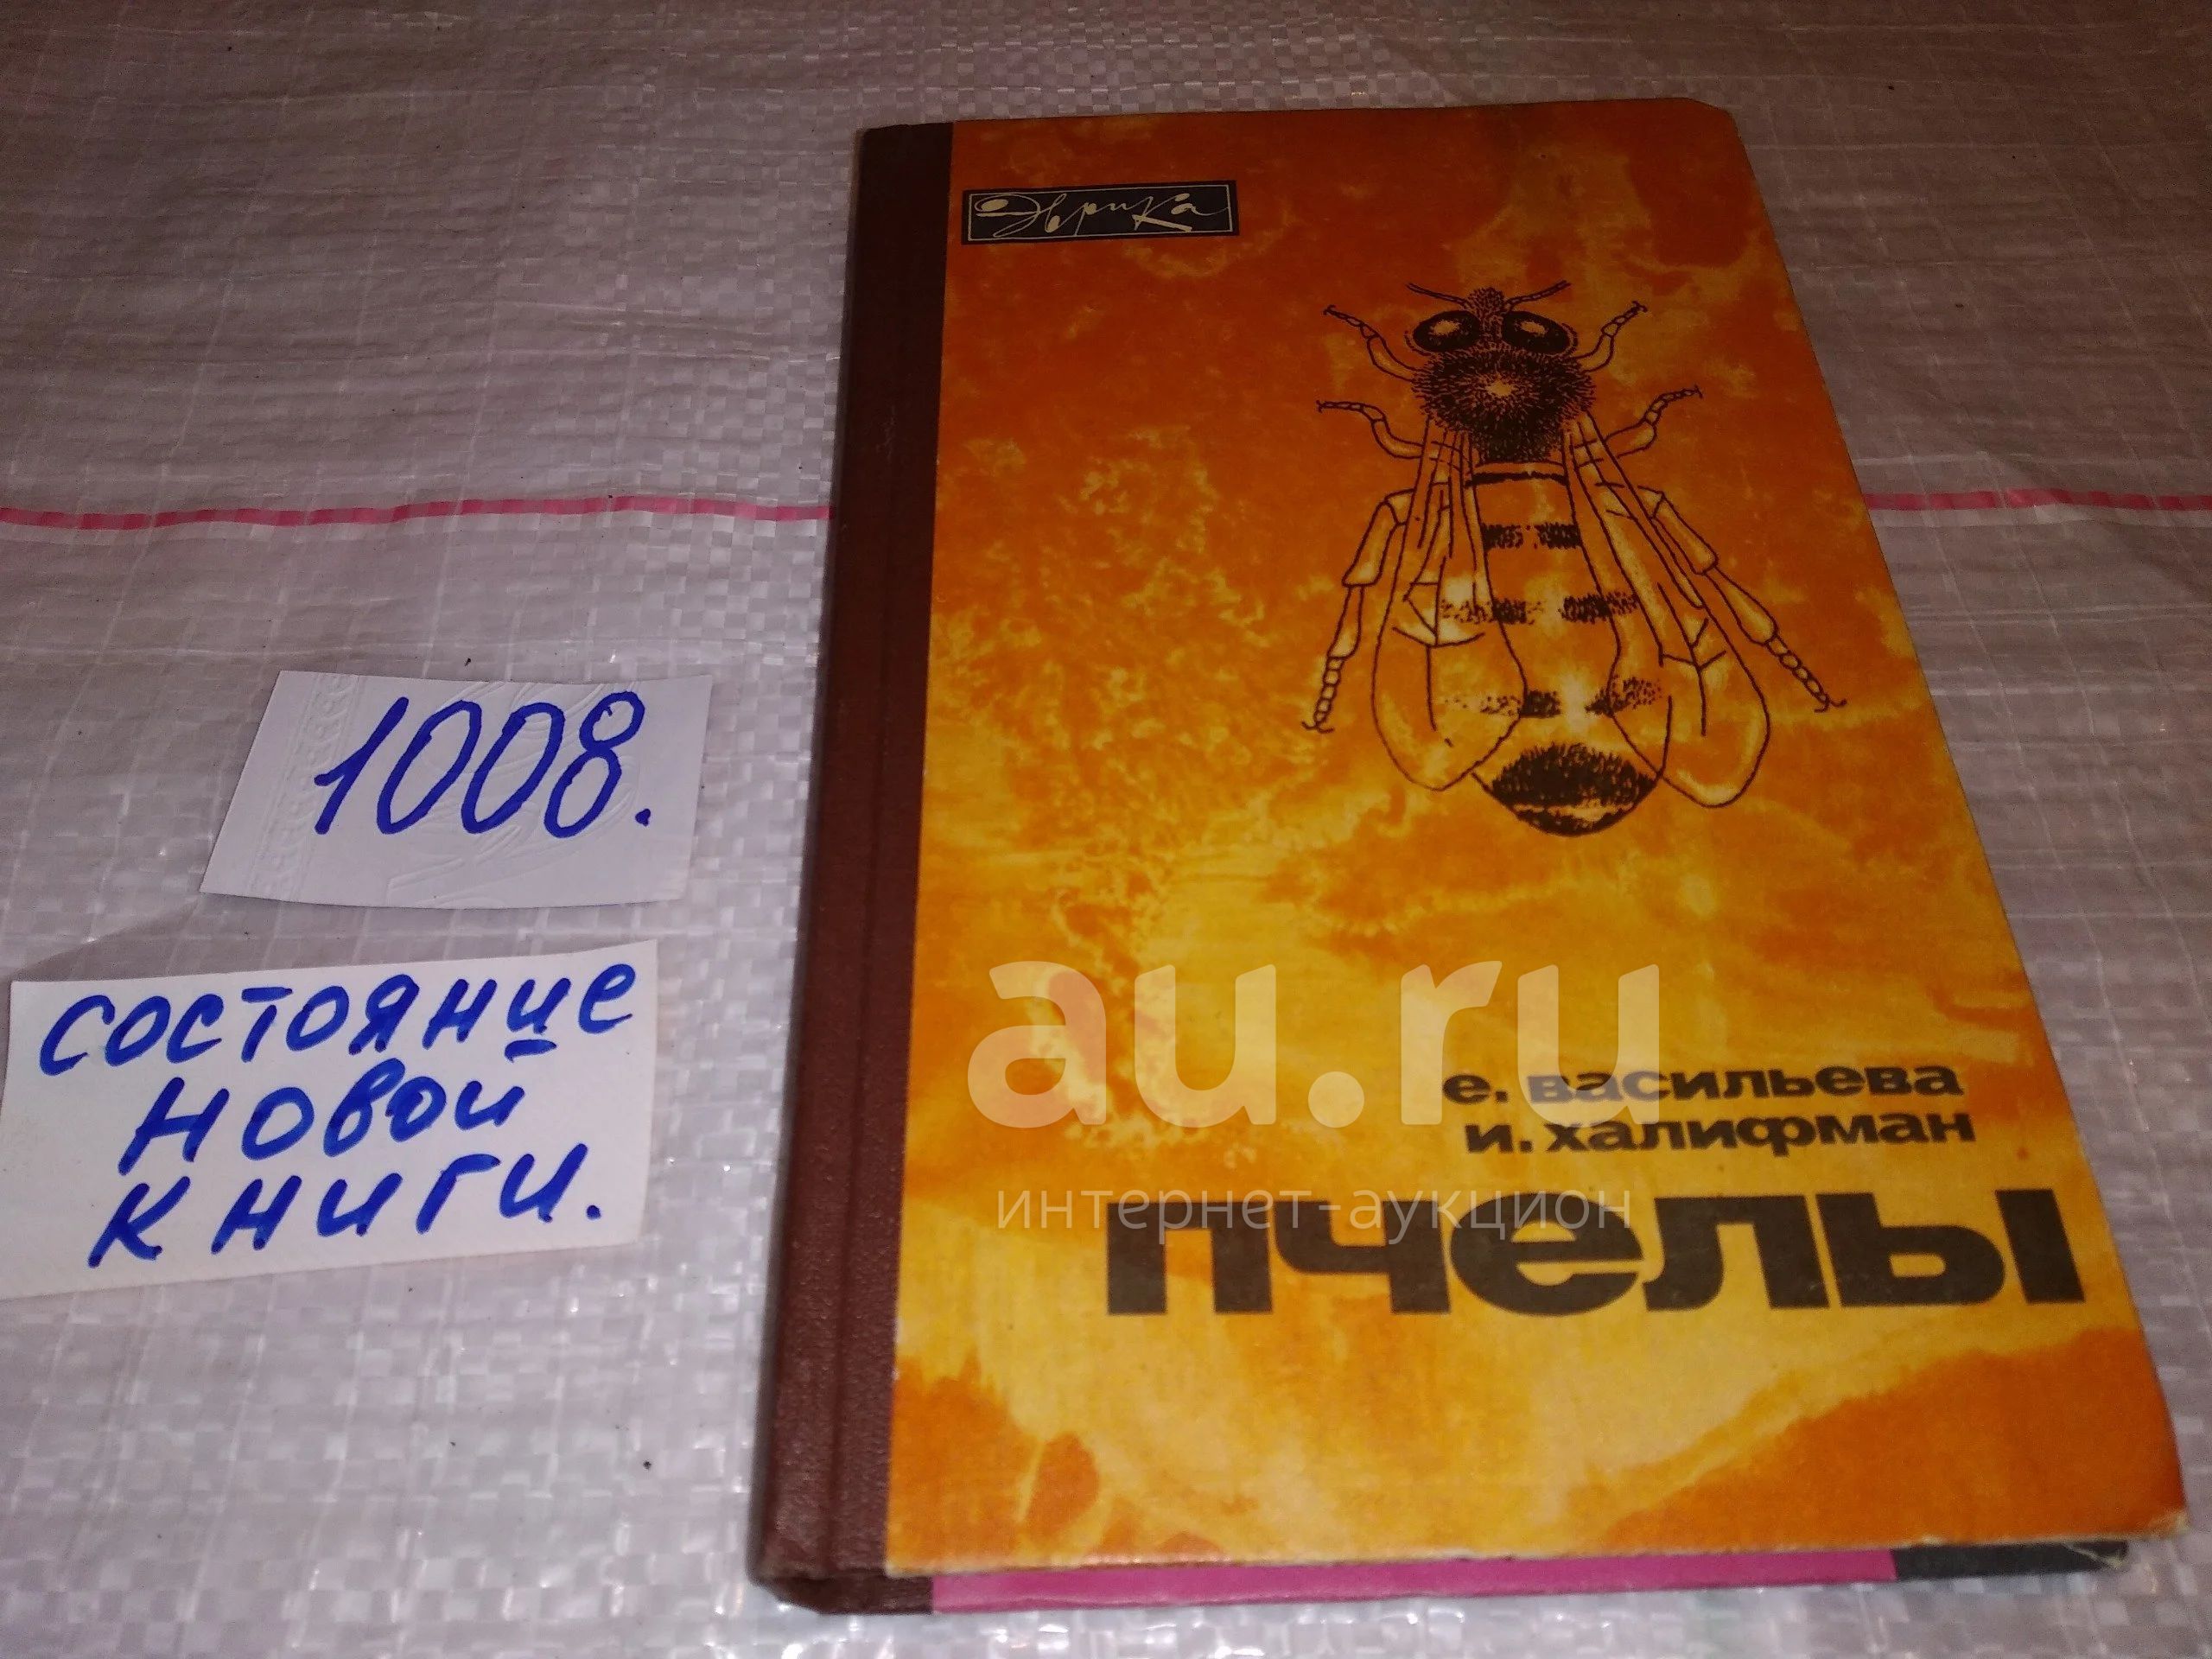 Эврика
1008.
состояние
новой
книги.
au.ru
е. васильева
и. халифман
интернет-аукцион
пчелы